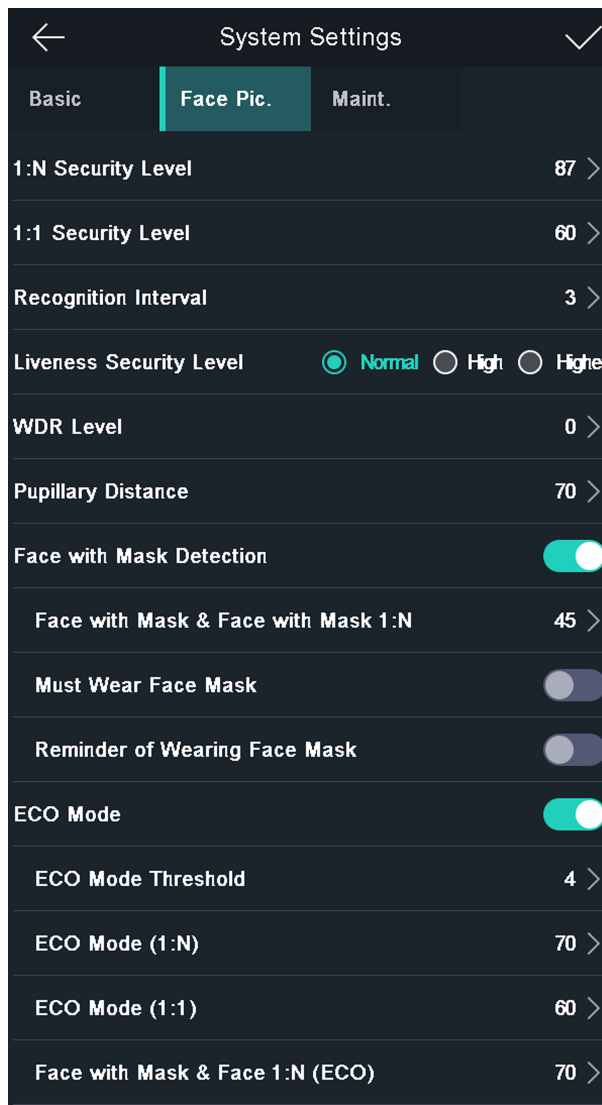 System Settings
Basic Face Pic. Maint.
1:N Security Level 87
1:1 Security Level 60
Recognition Interval 3
Liveness Security Level Normal High Highe
WDR Level 0
Pupillary Distance 70
Face with Mask Detection
Face with Mask & Face with Mask 1:N 45
Must Wear Face Mask
Reminder of Wearing Face Mask
ECO Mode
ECO Mode Threshold 4
ECO Mode (1:N) 70
ECO Mode (1:1) 60
Face with Mask & Face 1:N (ECO) 70